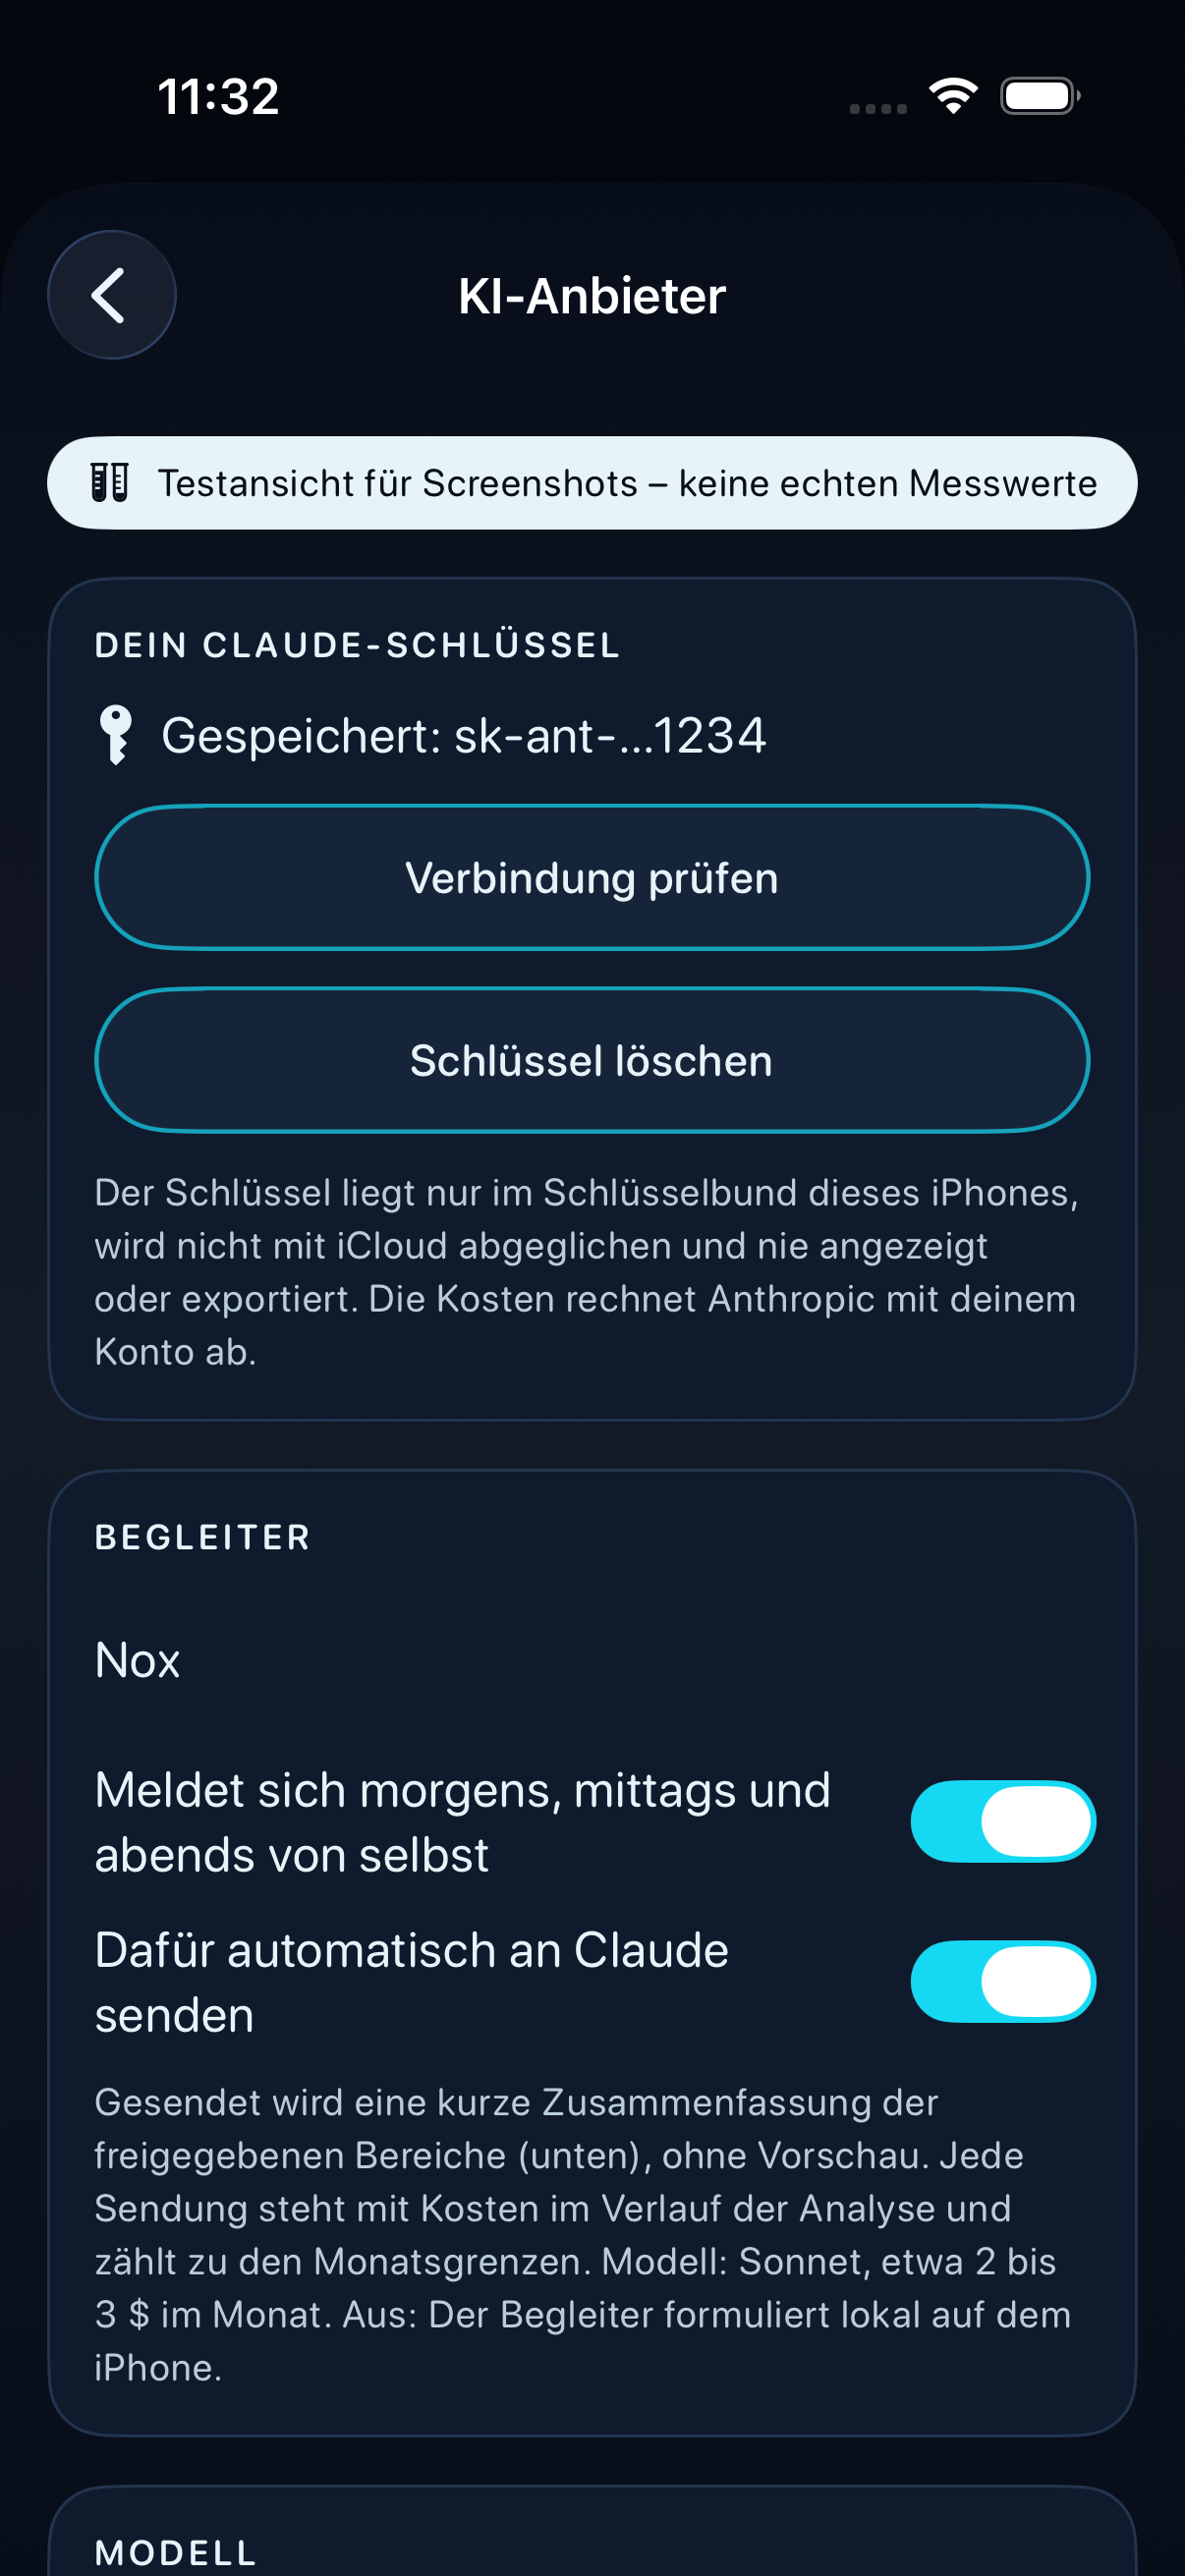 11:32
KI-Anbieter
Testansicht für Screenshots – keine echten Messwerte
DEIN CLAUDE-SCHLÜSSEL
Gespeichert: sk-ant-...1234
Verbindung prüfen
Schlüssel löschen
Der Schlüssel liegt nur im Schlüsselbund dieses iPhones,
wird nicht mit iCloud abgeglichen und nie angezeigt
oder exportiert. Die Kosten rechnet Anthropic mit deinem
Konto ab.
BEGLEITER
Nox
Meldet sich morgens, mittags und
abends von selbst
Dafür automatisch an Claude
senden
Gesendet wird eine kurze Zusammenfassung der
freigegebenen Bereiche (unten), ohne Vorschau. Jede
Sendung steht mit Kosten im Verlauf der Analyse und
zählt zu den Monatsgrenzen. Modell: Sonnet, etwa 2 bis
3 $ im Monat. Aus: Der Begleiter formuliert lokal auf dem
iPhone.
MODELL